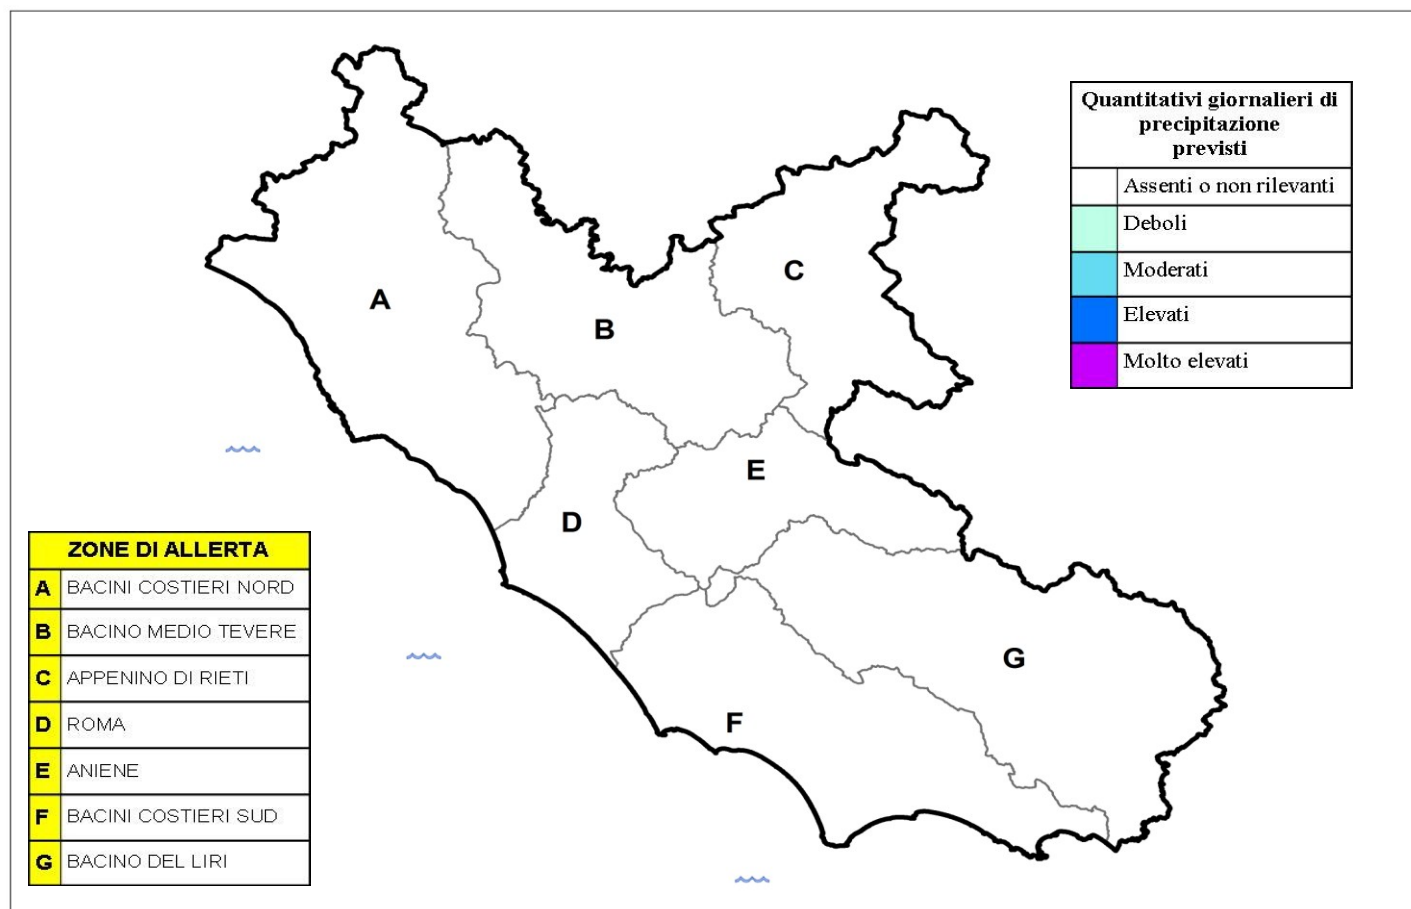 Quantitativi giornalieri di
precipitazione
previsti
Assenti o non rilevanti
Deboli
Moderati
Elevati
Molto elevati
A
B
C
D
E
F
G
ZONE DI ALLERTA
A BACINI COSTIERI NORD
B BACINO MEDIO TEVERE
C APPENINO DI RIETI
D ROMA
E ANIENE
F BACINI COSTIERI SUD
G BACINO DEL LIRI